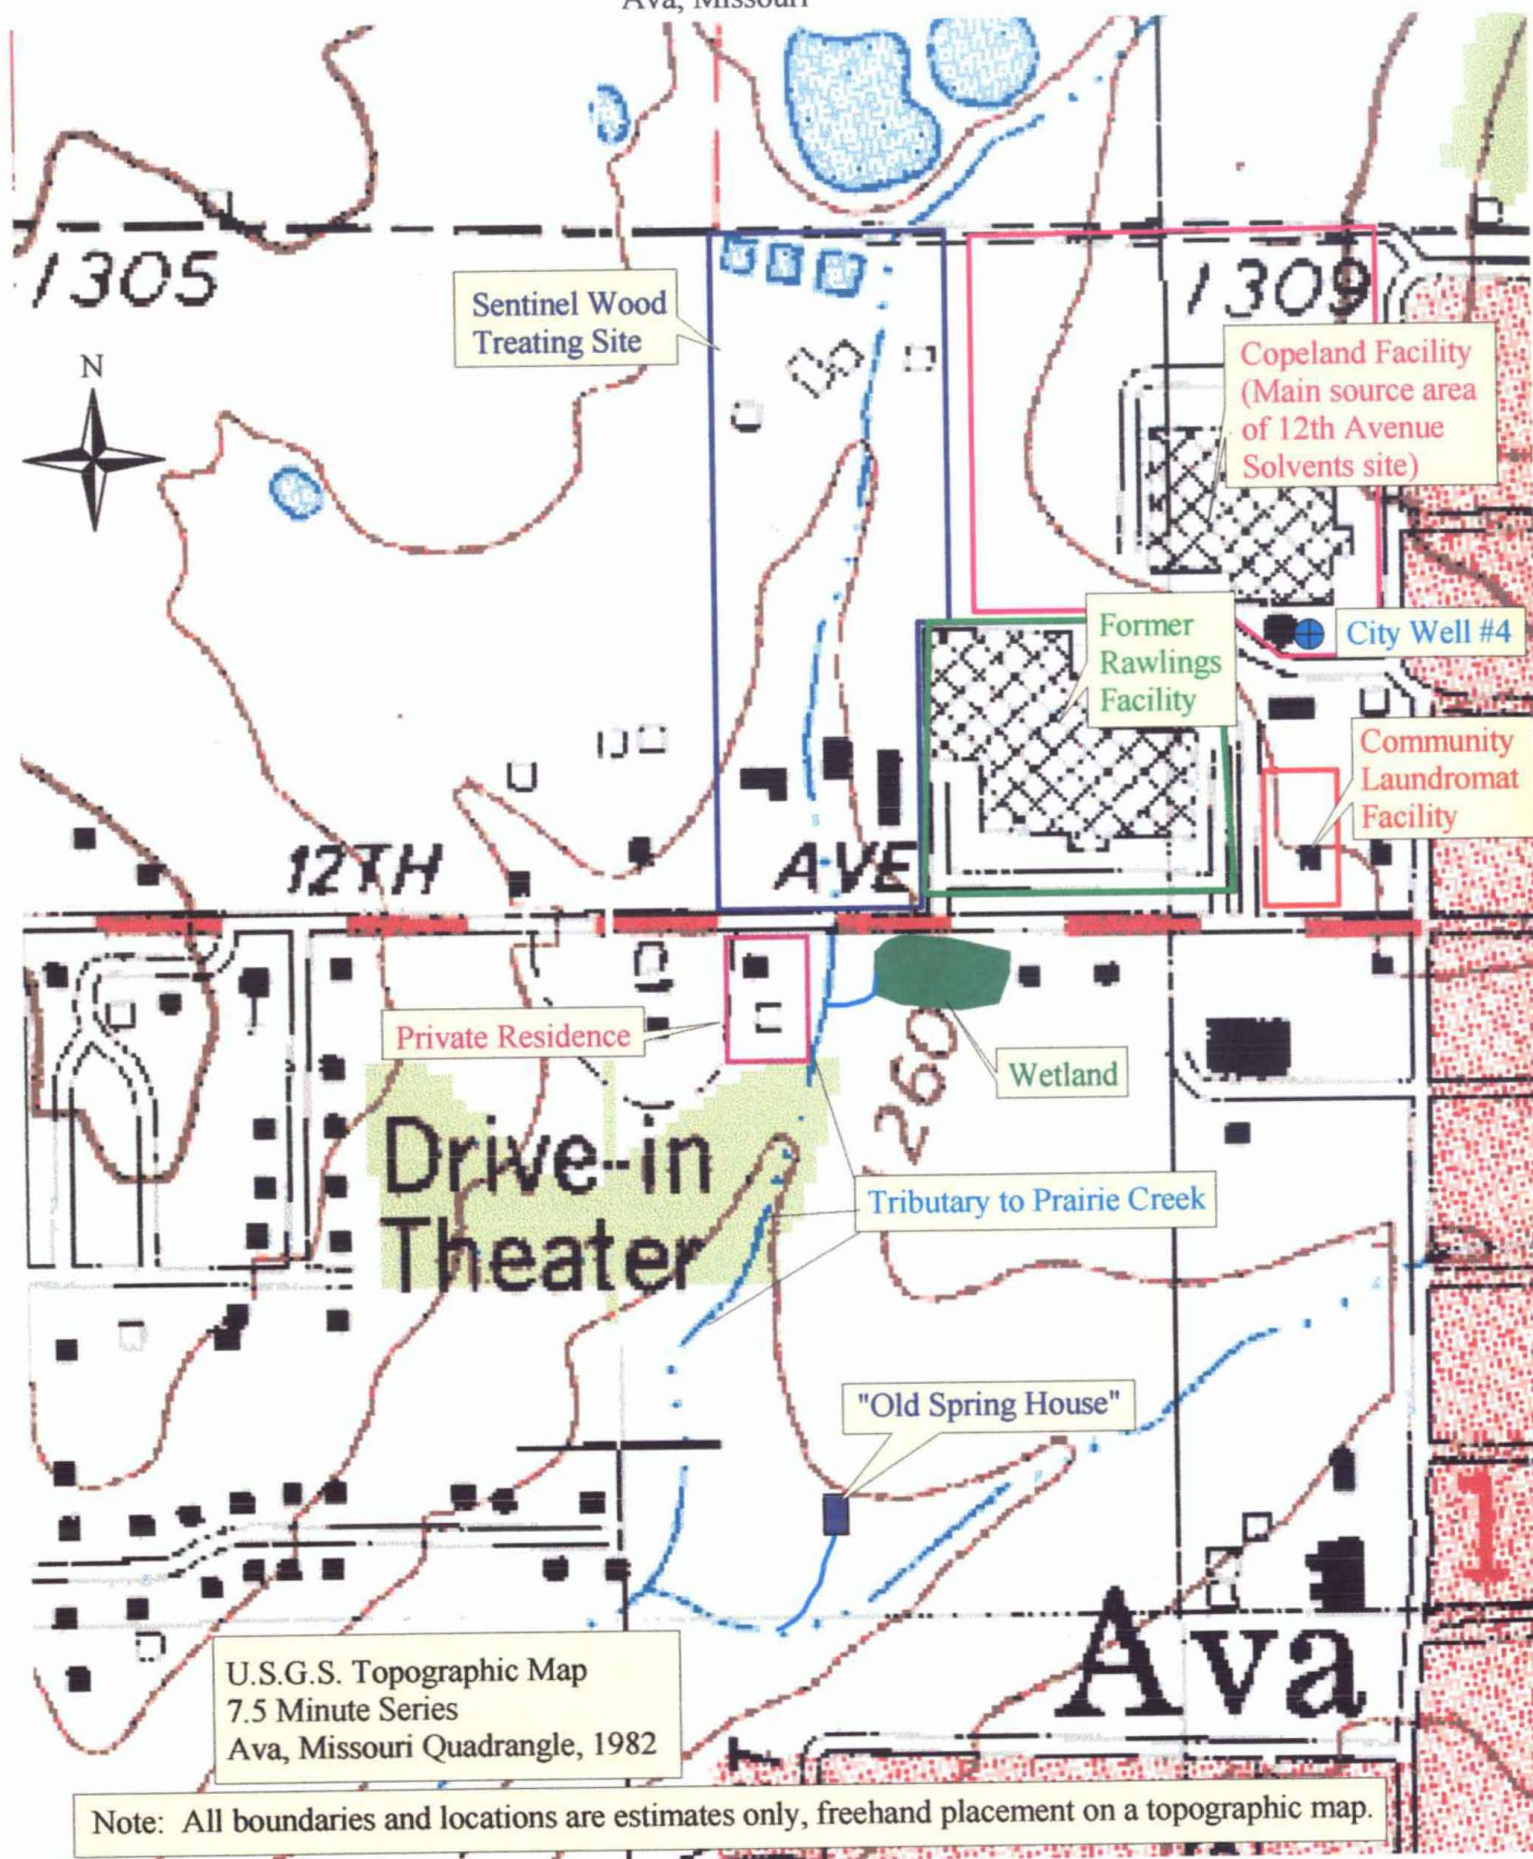 Ava, Missouri
1305
1309
Sentinel Wood
Treating Site
N
Copeland Facility
(Main source area
of 12th Avenue
Solvents site)
Former
Rawlings
Facility
City Well #4
Community
Laundromat
Facility
12TH AVE
Private Residence
Wetland
260
Drive-in
Theater
Tributary to Prairie Creek
"Old Spring House"
1
Ava
U.S.G.S. Topographic Map
7.5 Minute Series
Ava, Missouri Quadrangle, 1982
Note: All boundaries and locations are estimates only, freehand placement on a topographic map.